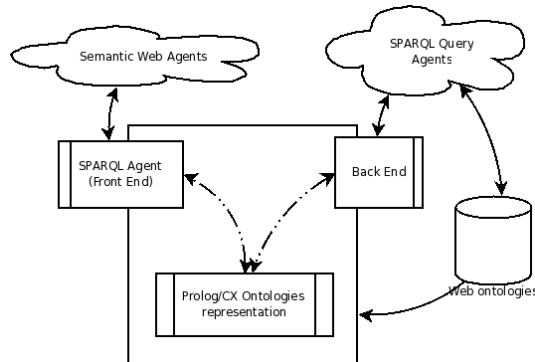 Semantic Web Agents
SPARQL Query
Agents
SPARQL Agent
(Front End)
Back End
Prolog/CX Ontologies
representation
Web ontologies